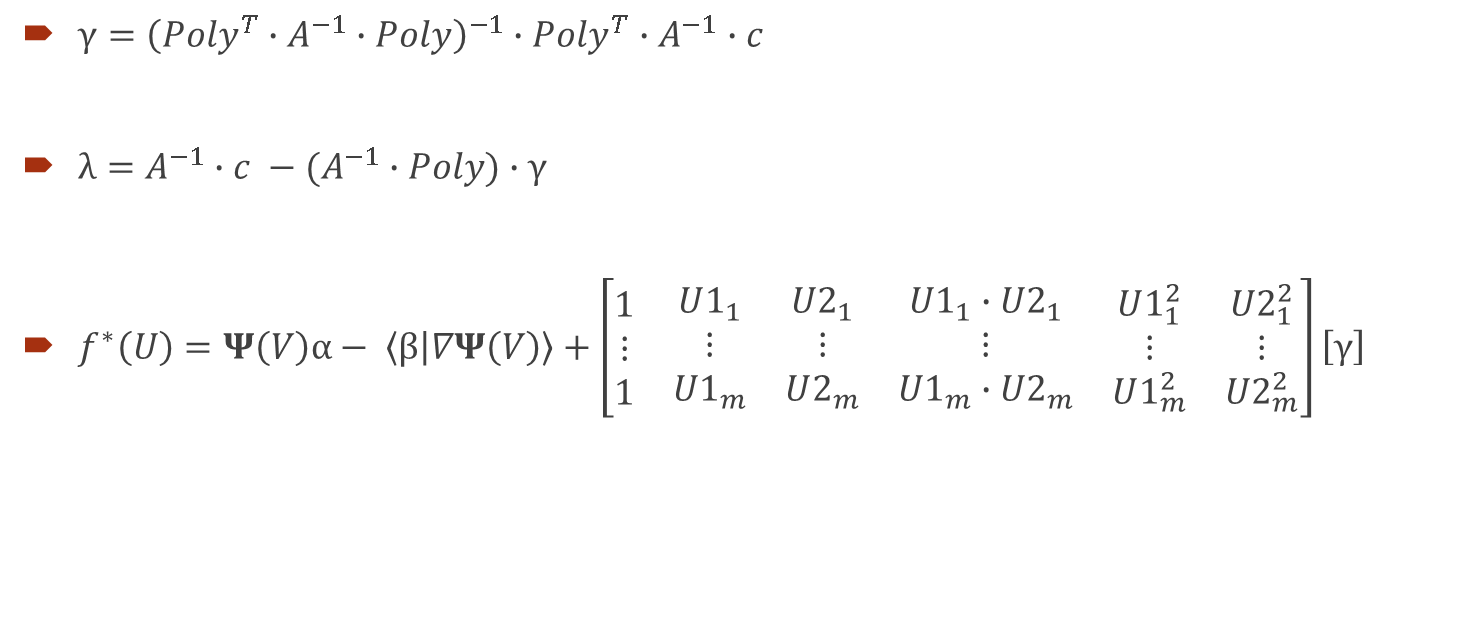 γ = (Poly^T · A^−1 · Poly)^−1 · Poly^T · A^−1 · c
λ = A^−1 · c − (A^−1 · Poly) · γ
f*(U) = Ψ(V)α − ⟨β|∇Ψ(V)⟩ + [1 U1_1 U2_1 U1_1 · U2_1 U1_1^2 U2_1^2
⋮ ⋮ ⋮ ⋮ ⋮ ⋮
1 U1_m U2_m U1_m · U2_m U1_m^2 U2_m^2] [γ]